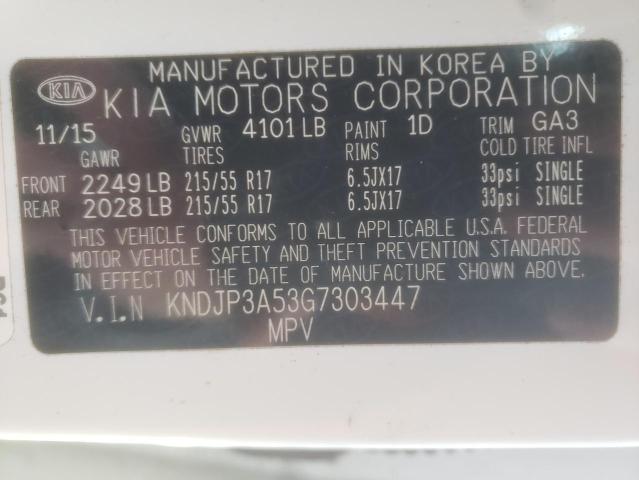 MANUFACTURED IN KOREA BY
KIA KIA MOTORS CORPORATION
11/15 GVWR 4101 LB PAINT 1D TRIM GA3
GAWR TIRES RIMS COLD TIRE INFL
FRONT 2249 LB 215/55 R17 6.5JX17 33psi SINGLE
REAR 2028 LB 215/55 R17 6.5JX17 33psi SINGLE
THIS VEHICLE CONFORMS TO ALL APPLICABLE U.S.A. FEDERAL
MOTOR VEHICLE SAFETY AND THEFT PREVENTION STANDARDS
IN EFFECT ON THE DATE OF MANUFACTURE SHOWN ABOVE.
V.I.N KNDJP3A53G7303447
MPV